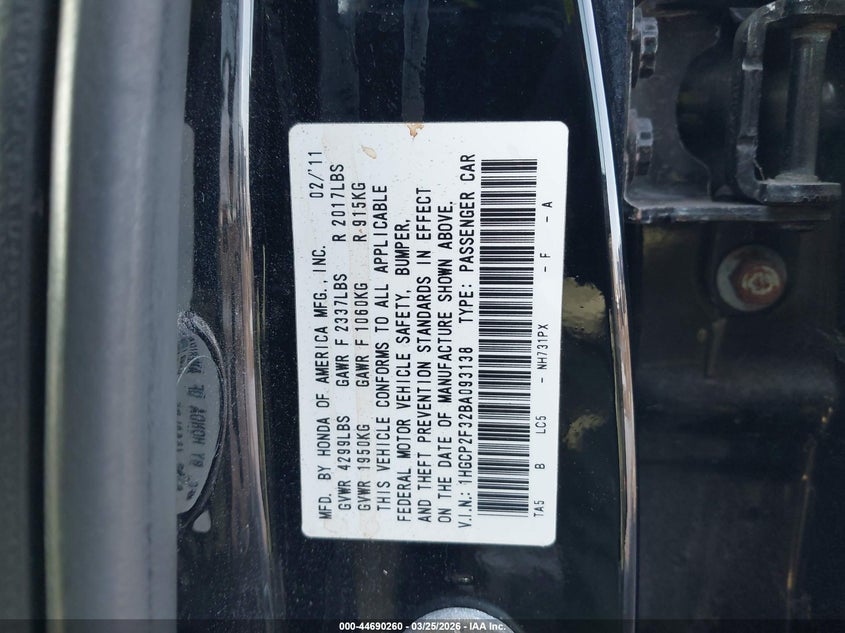 MFD. BY HONDA OF AMERICA MFG., INC. 02/'11
GVWR 4299LBS GAWR F 2337LBS R 2017LBS
GVWR 1950KG GAWR F 1060KG R 915KG
THIS VEHICLE CONFORMS TO ALL APPLICABLE
FEDERAL MOTOR VEHICLE SAFETY, BUMPER,
AND THEFT PREVENTION STANDARDS IN EFFECT
ON THE DATE OF MANUFACTURE SHOWN ABOVE.
V.I.N.: 1HGCP2F32BA093138 TYPE: PASSENGER CAR
TA5 B LC5 - NH731PX - F - A
000-44690260 - 03/25/2026 - IAA Inc.